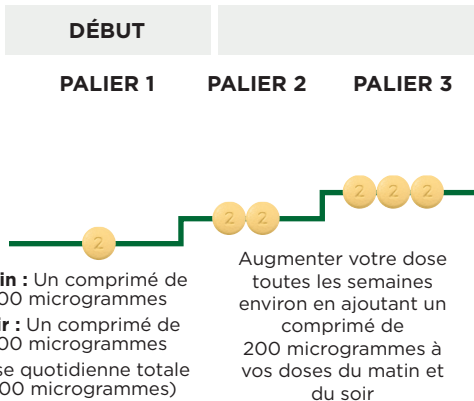 DÉBUT
PALIER 1
PALIER 2
PALIER 3
2
2 2
2 2 2
in : Un comprimé de
00 microgrammes
ir : Un comprimé de
00 microgrammes
se quotidienne totale
00 microgrammes)
Augmenter votre dose
toutes les semaines
environ en ajoutant un
comprimé de
200 microgrammes à
vos doses du matin et
du soir